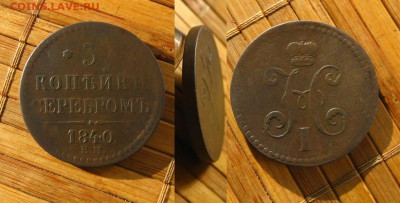 COINS.LAVE.RU
3
КОПѢЙКИ
СЕРЕБРОМЪ
1840
I